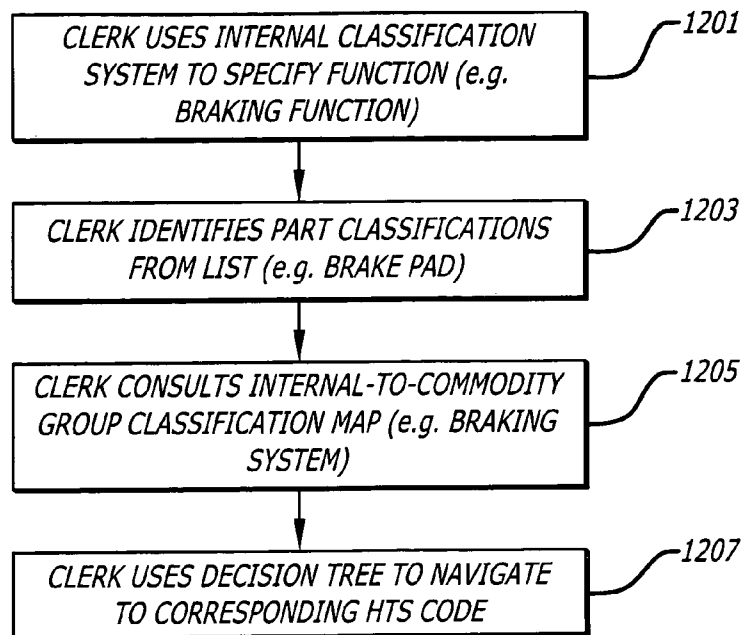 CLERK USES INTERNAL CLASSIFICATION
SYSTEM TO SPECIFY FUNCTION (e.g.
BRAKING FUNCTION)
1201
CLERK IDENTIFIES PART CLASSIFICATIONS
FROM LIST (e.g. BRAKE PAD)
1203
CLERK CONSULTS INTERNAL-TO-COMMODITY
GROUP CLASSIFICATION MAP (e.g. BRAKING
SYSTEM)
1205
CLERK USES DECISION TREE TO NAVIGATE
TO CORRESPONDING HTS CODE
1207